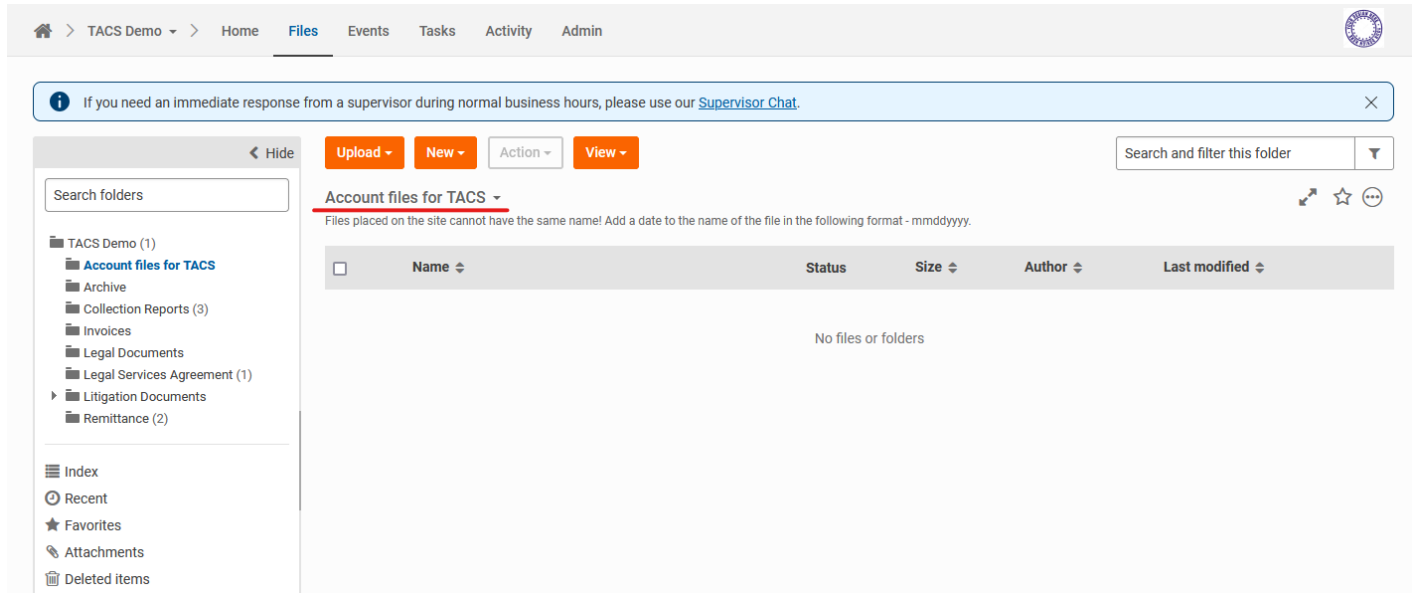 TACS Demo Home Files Events Tasks Activity Admin
If you need an immediate response from a supervisor during normal business hours, please use our Supervisor Chat.
Hide
Search folders
TACS Demo (1)
Account files for TACS
Archive
Collection Reports (3)
Invoices
Legal Documents
Legal Services Agreement (1)
Litigation Documents
Remittance (2)
Index
Recent
Favorites
Attachments
Deleted items
Upload New Action View
Search and filter this folder
Account files for TACS
Files placed on the site cannot have the same name! Add a date to the name of the file in the following format - mmddyyyy.
Name Status Size Author Last modified
No files or folders